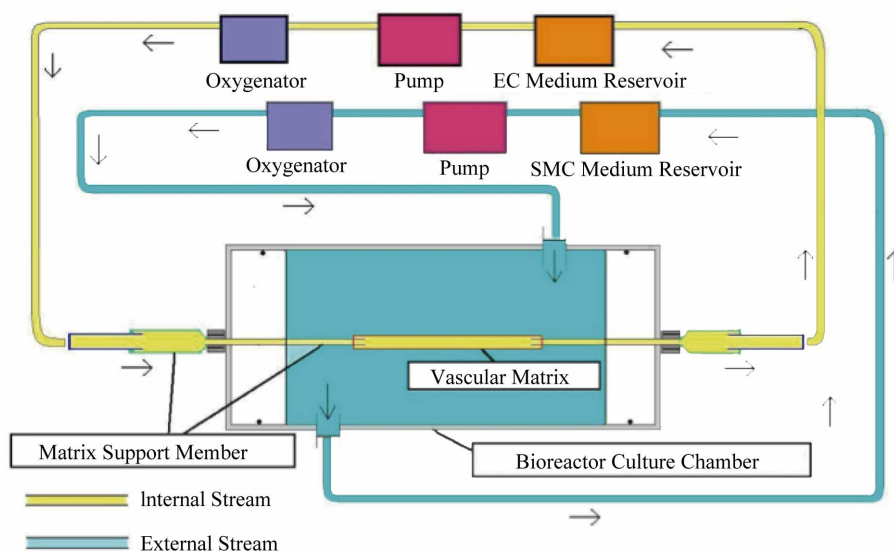 Oxygenator
Pump
EC Medium Reservoir
Oxygenator
Pump
SMC Medium Reservoir
Vascular Matrix
Matrix Support Member
Bioreactor Culture Chamber
Internal Stream
External Stream